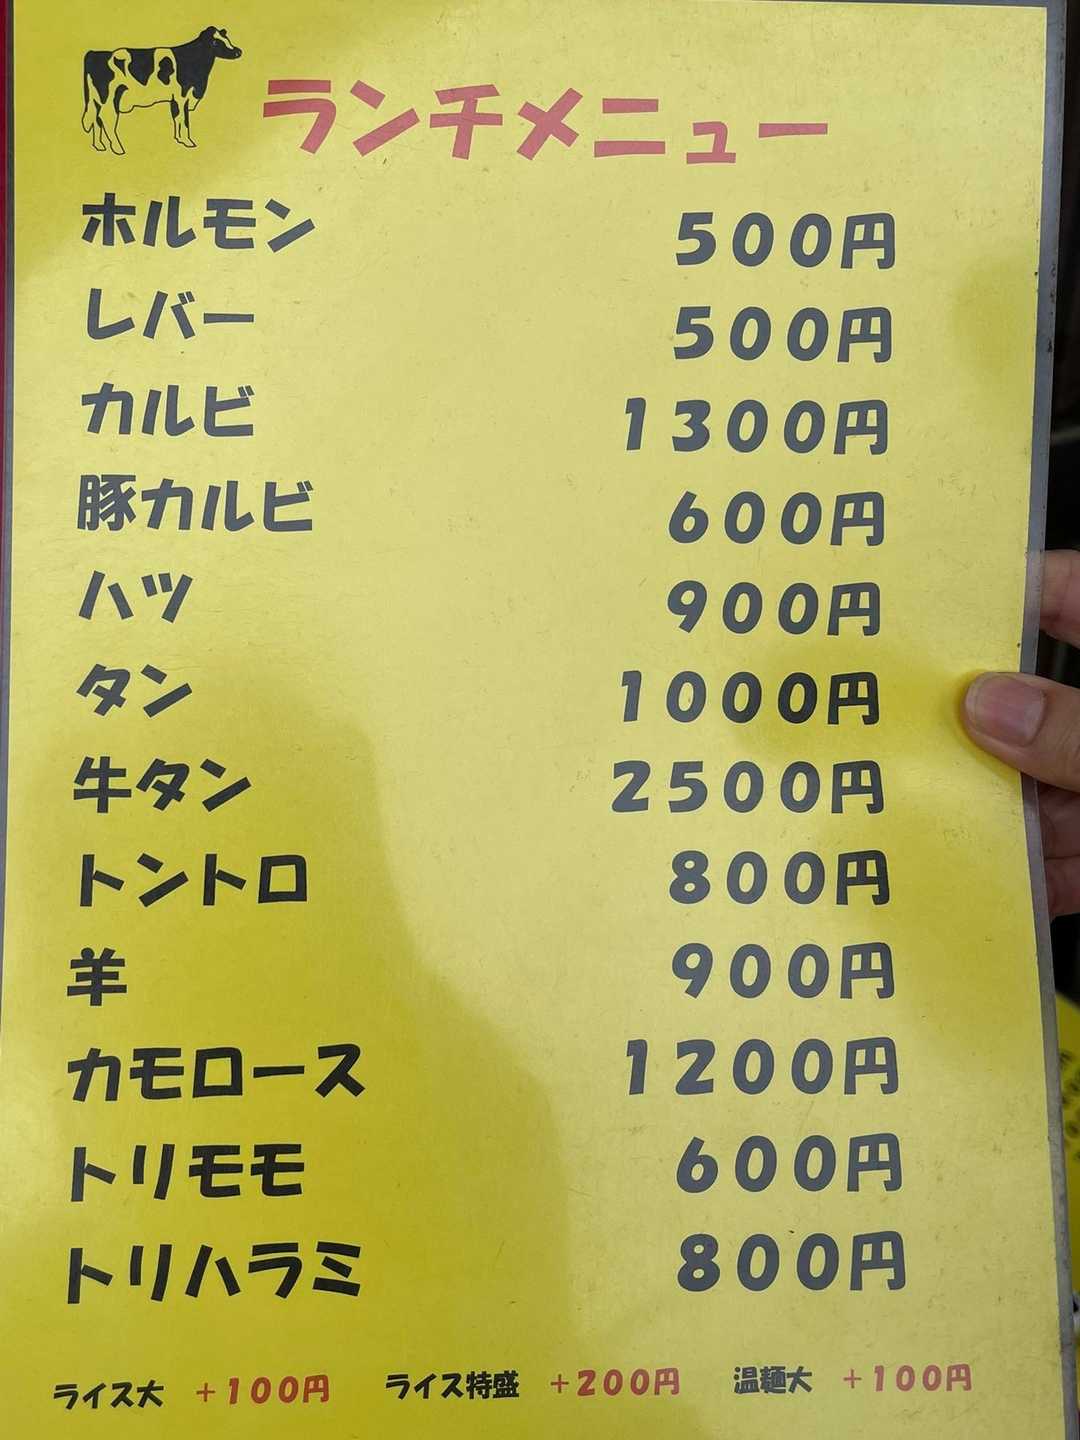 ランチメニュー
ホルモン 500円
レバー 500円
カルビ 1300円
豚カルビ 600円
ハツ 900円
タン 1000円
牛タン 2500円
トントロ 800円
羊 900円
カモロース 1200円
トリモモ 600円
トリハラミ 800円
ライス大 +100円 ライス特盛 +200円 温麺大 +100円